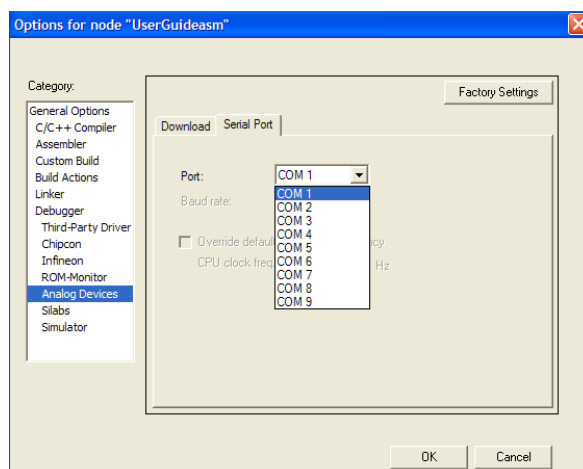 Options for node "UserGuideasm"
Category:
General Options
C/C++ Compiler
Assembler
Custom Build
Build Actions
Linker
Debugger
Third-Party Driver
Chipcon
Infineon
ROM-Monitor
Analog Devices
Silabs
Simulator
Factory Settings
Download Serial Port
Port: COM 1
Baud rate:
COM 1
COM 2
COM 3
COM 4
COM 5
COM 6
COM 7
COM 8
COM 9
Override defau
CPU clock freq Hz
OK Cancel